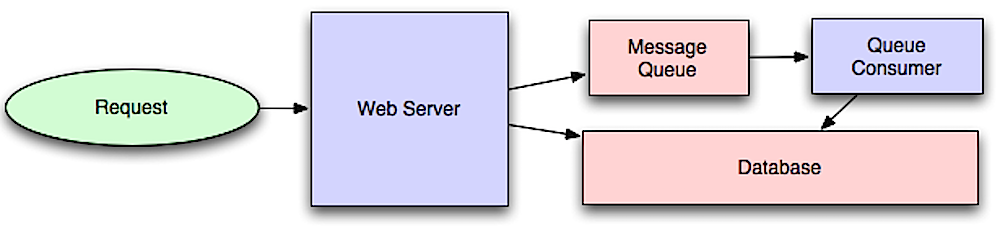 Request
Web Server
Message
Queue
Queue
Consumer
Database